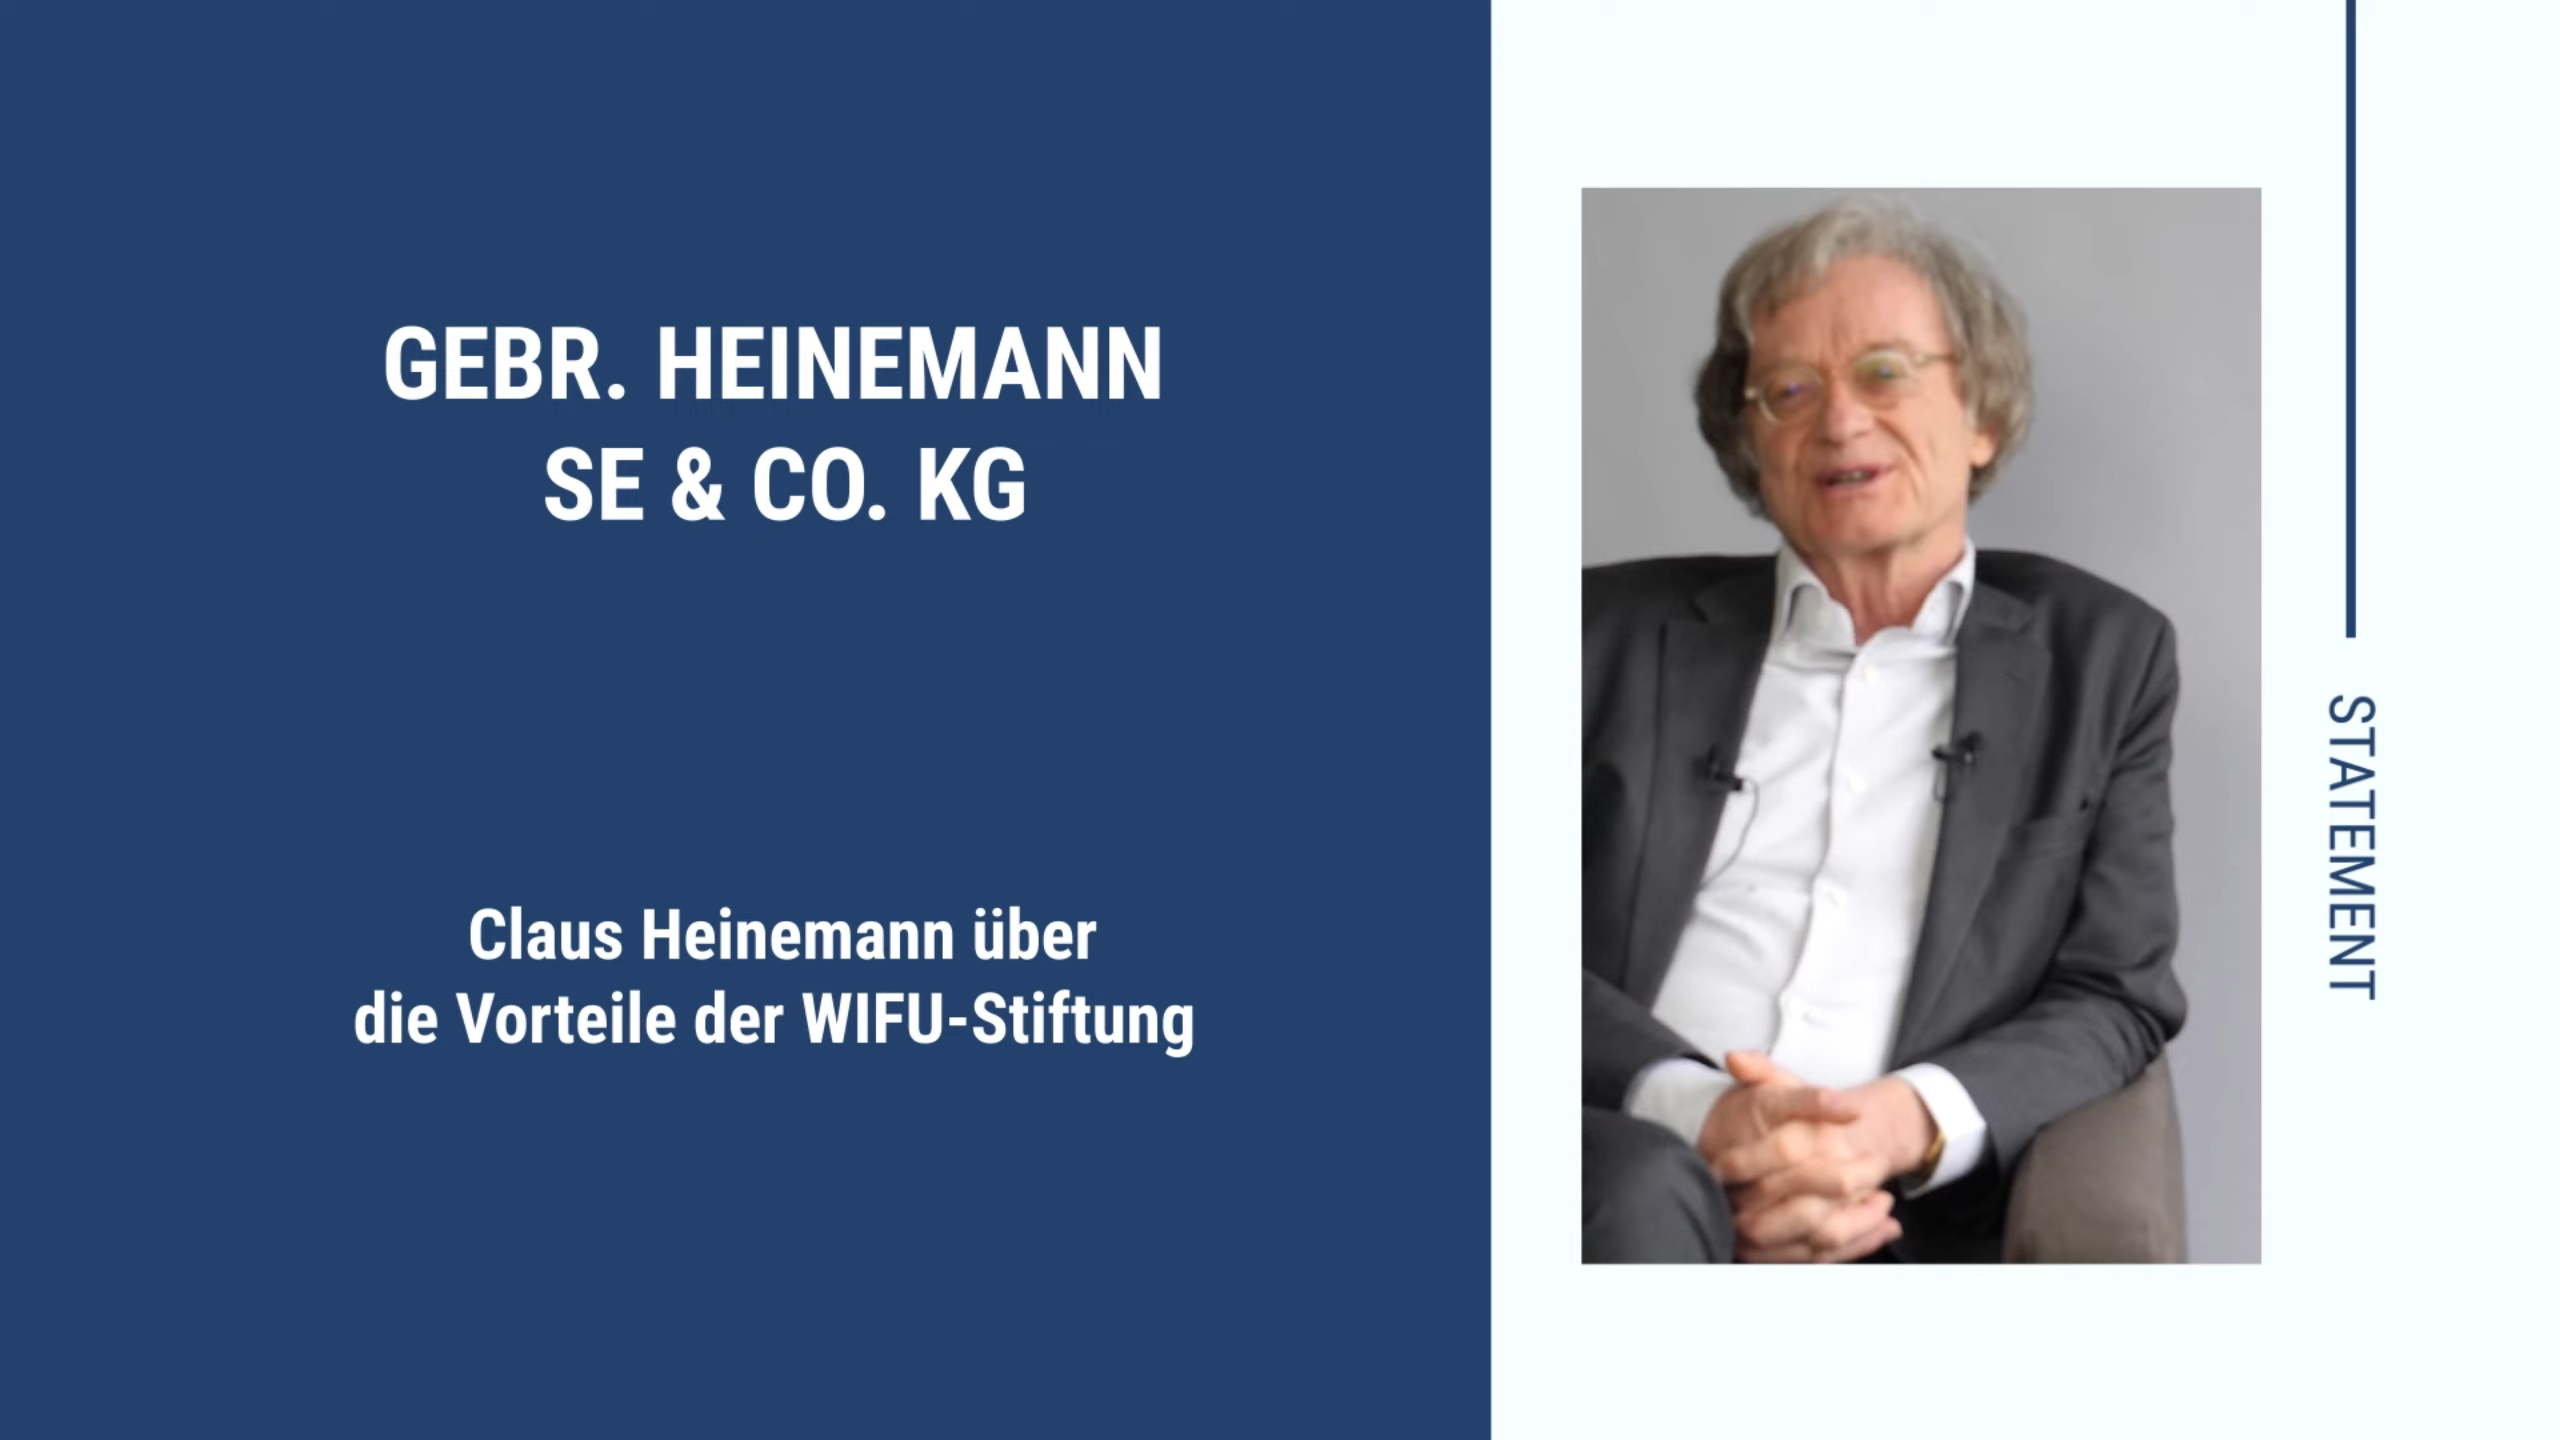 GEBR. HEINEMANN
SE & CO. KG
Claus Heinemann über
die Vorteile der WIFU-Stiftung
STATEMENT